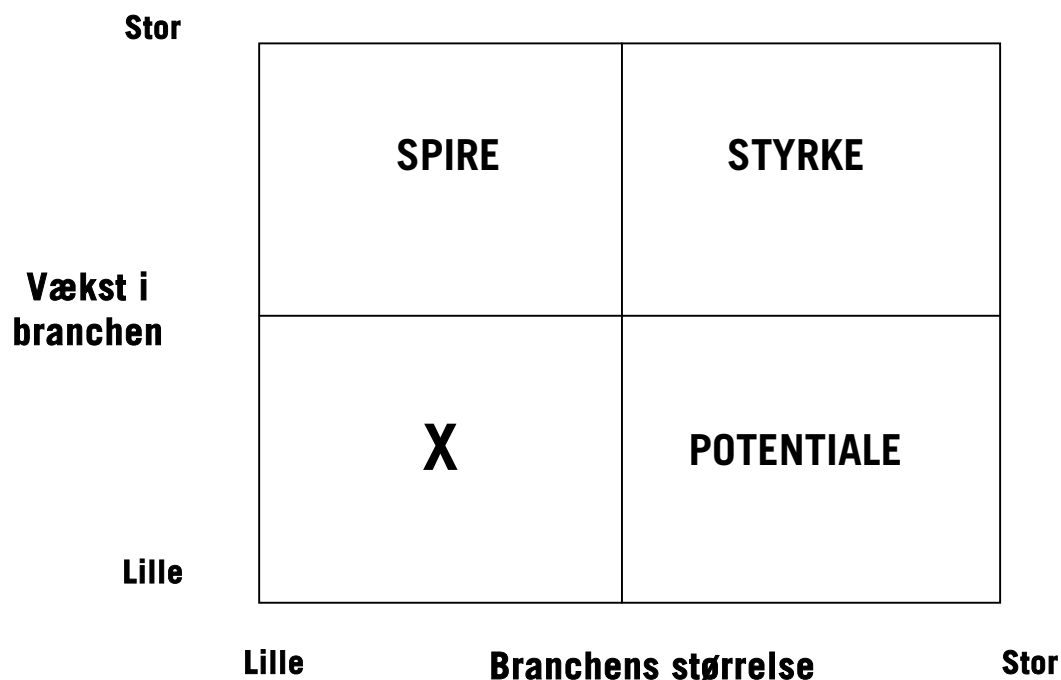 Stor
SPIRE
STYRKE
Vækst i
branchen
X
POTENTIALE
Lille
Lille
Branchens størrelse
Stor